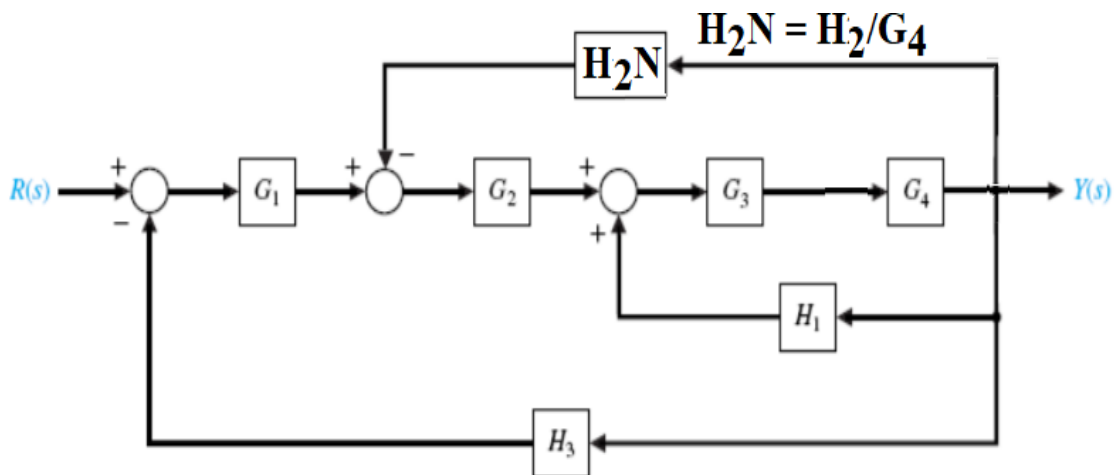 H₂N = H₂/G₄
H₂N
+
−
+
−
+
+
R(s)
G₁
G₂
G₃
G₄
Y(s)
H₁
H₃